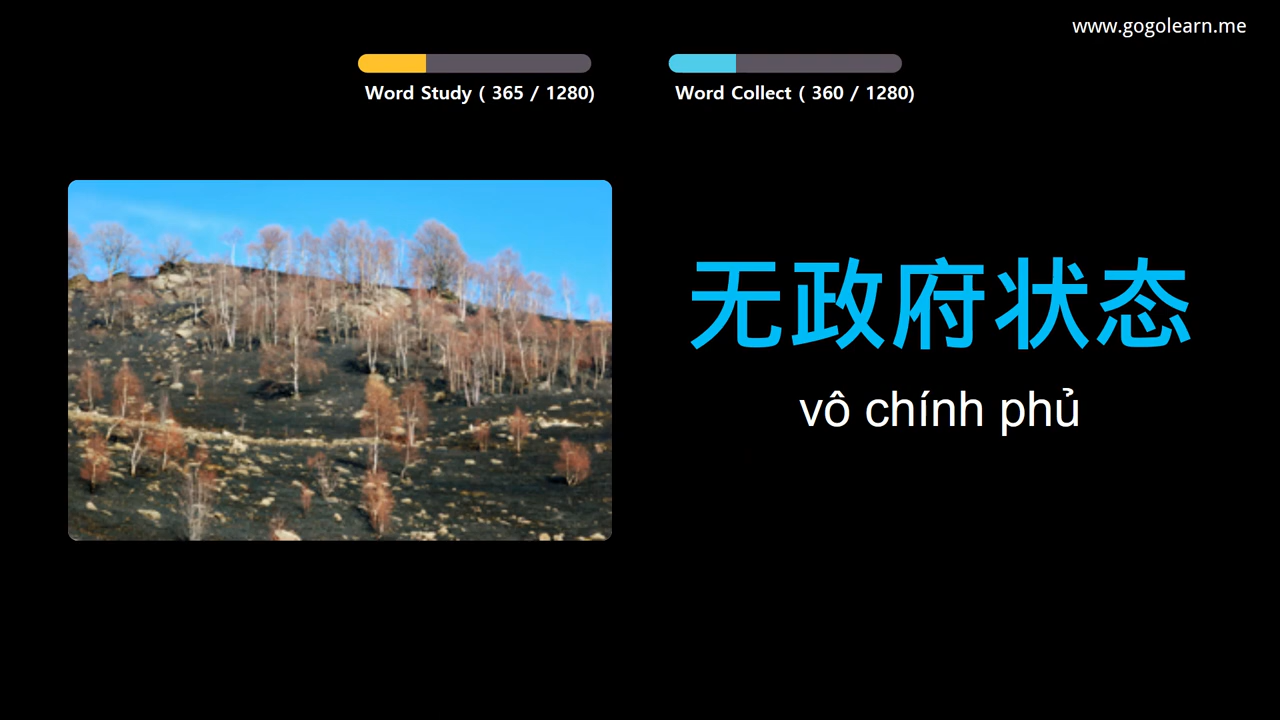 www.gogolearn.me
Word Study ( 365 / 1280)
Word Collect ( 360 / 1280)
无政府状态
vô chính phủ